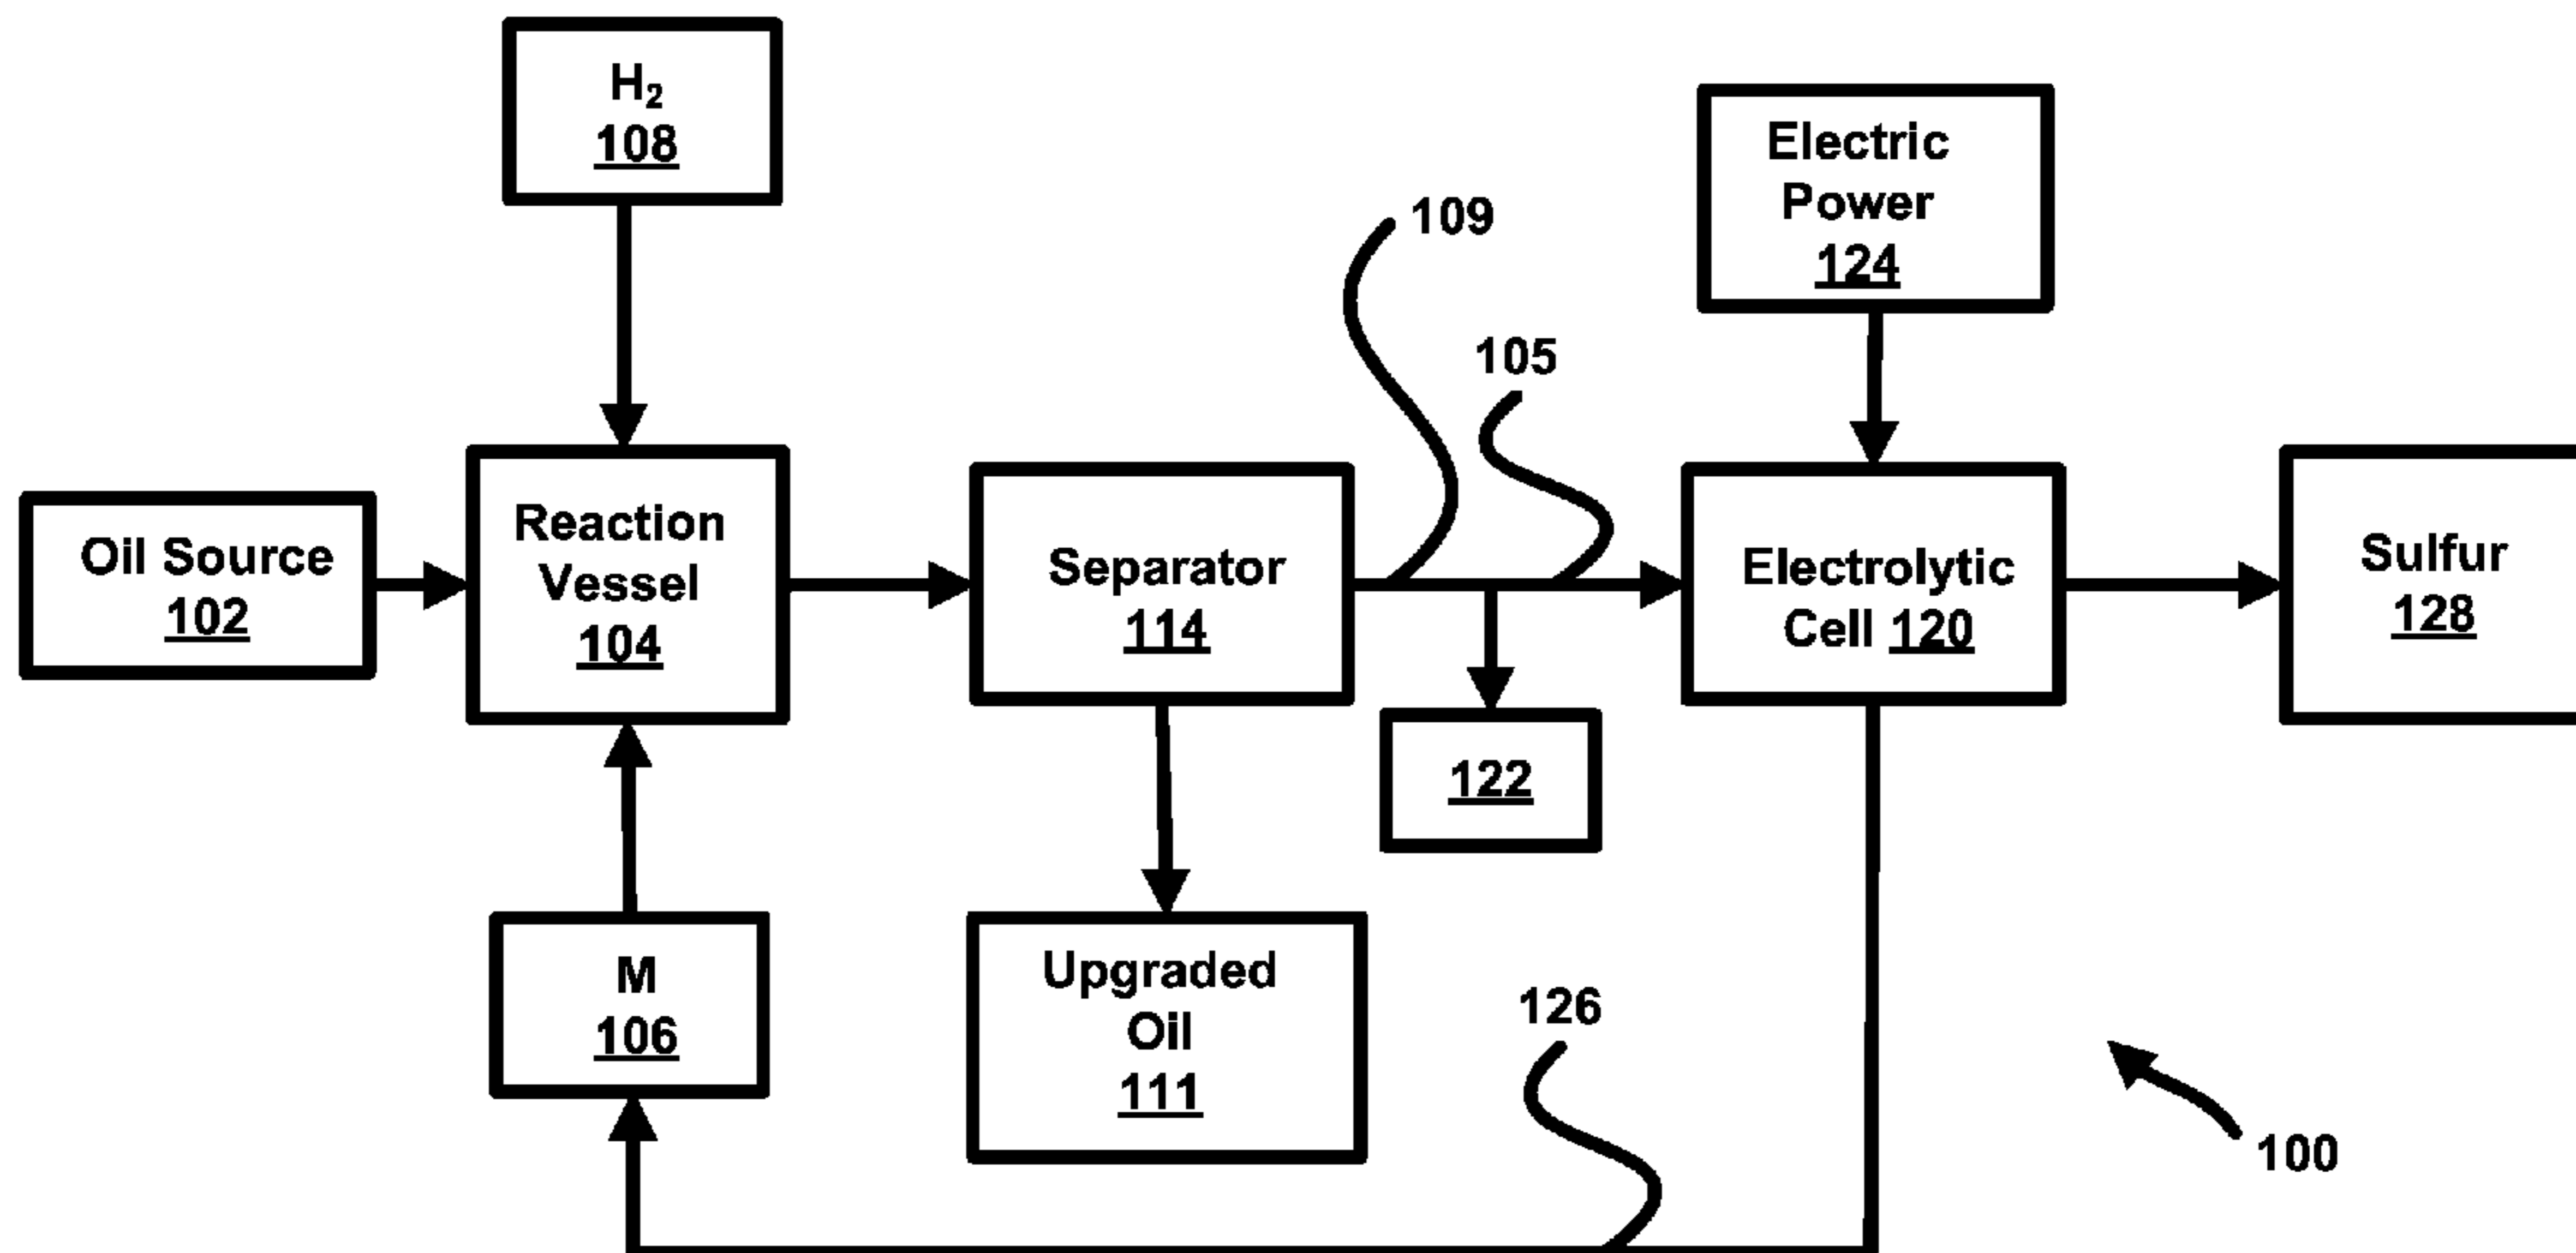 H₂
108
Electric
Power
124
109
105
Oil Source
102
Reaction
Vessel
104
Separator
114
Electrolytic
Cell 120
Sulfur
128
122
M
106
Upgraded
Oil
111
126
100